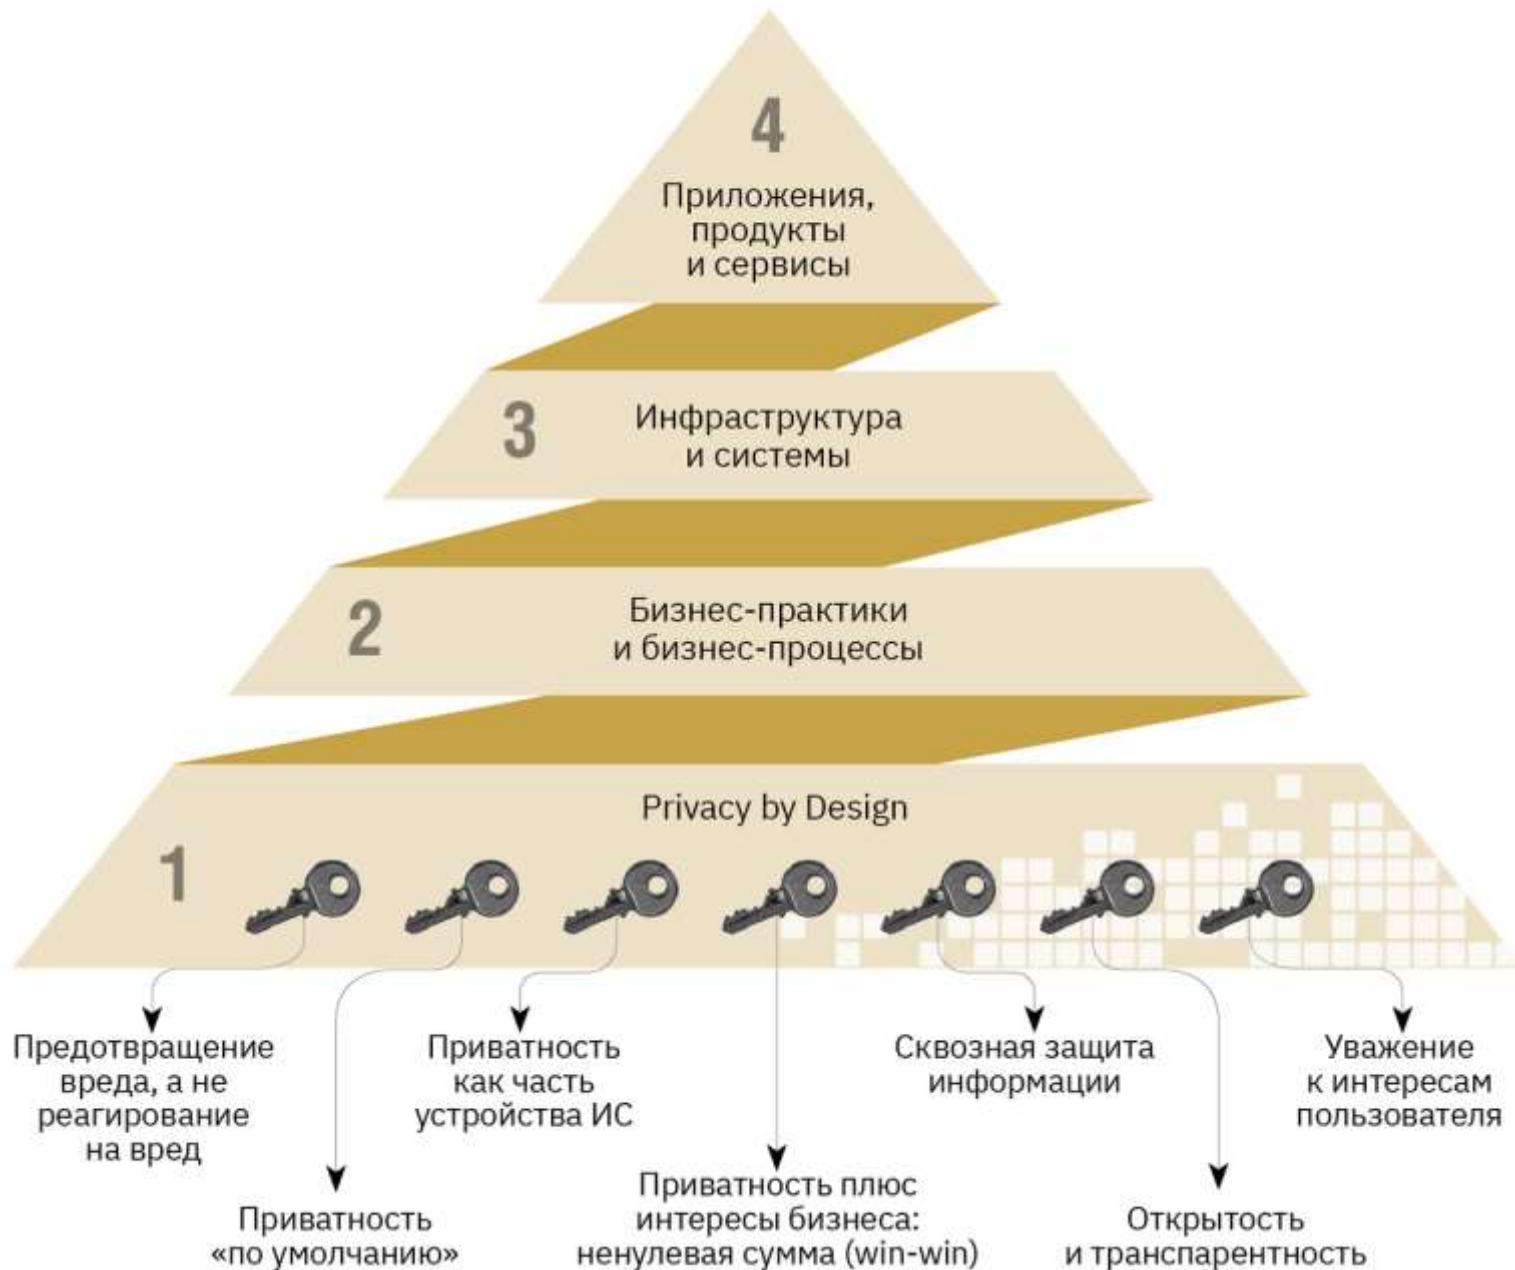 4
Приложения,
продукты
и сервисы
3
Инфраструктура
и системы
2
Бизнес-практики
и бизнес-процессы
Privacy by Design
1
Предотвращение
вреда, а не
реагирование
на вред
Приватность
«по умолчанию»
Приватность
как часть
устройства ИС
Приватность плюс
интересы бизнеса:
ненулевая сумма (win-win)
Сквозная защита
информации
Открытость
и транспарентность
Уважение
к интересам
пользователя